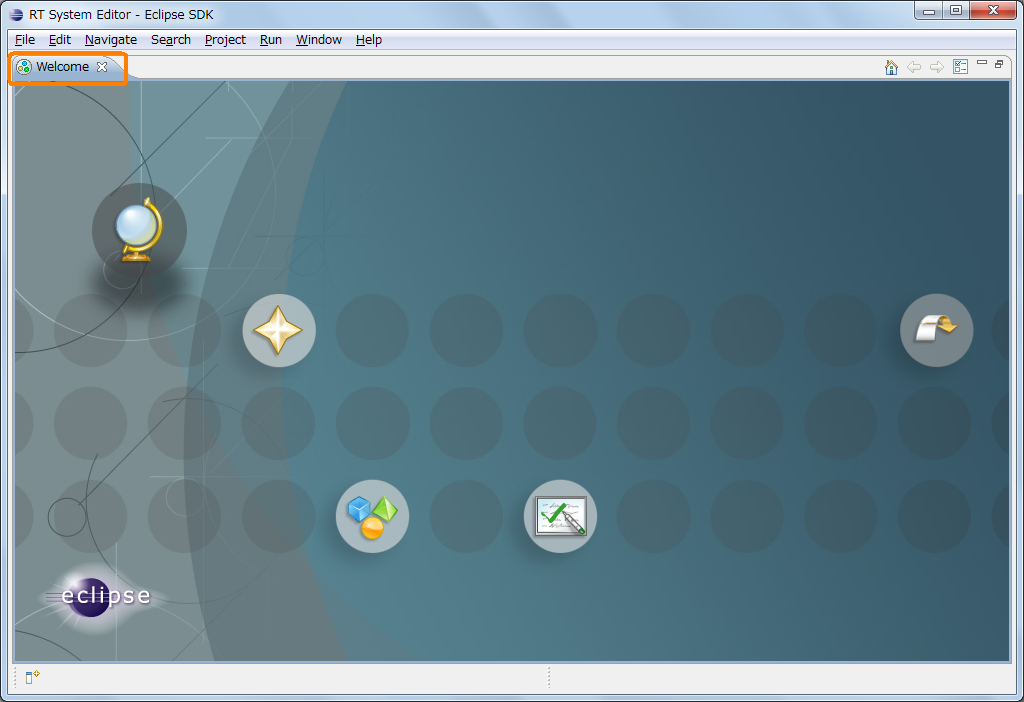 RT System Editor - Eclipse SDK
File Edit Navigate Search Project Run Window Help
Welcome
eclipse